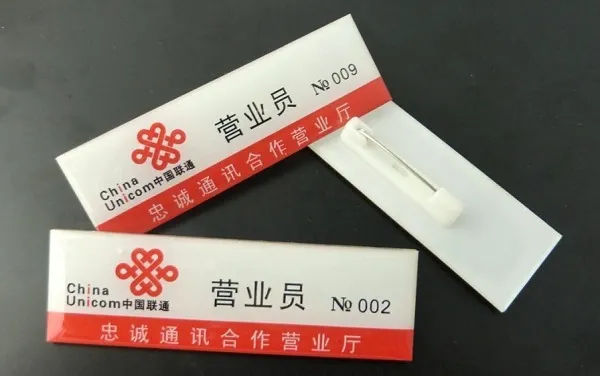 China
Unicom中国联通
营业员
№ 009
忠诚通讯合作营业厅
China
Unicom中国联通
营业员
№ 002
忠诚通讯合作营业厅